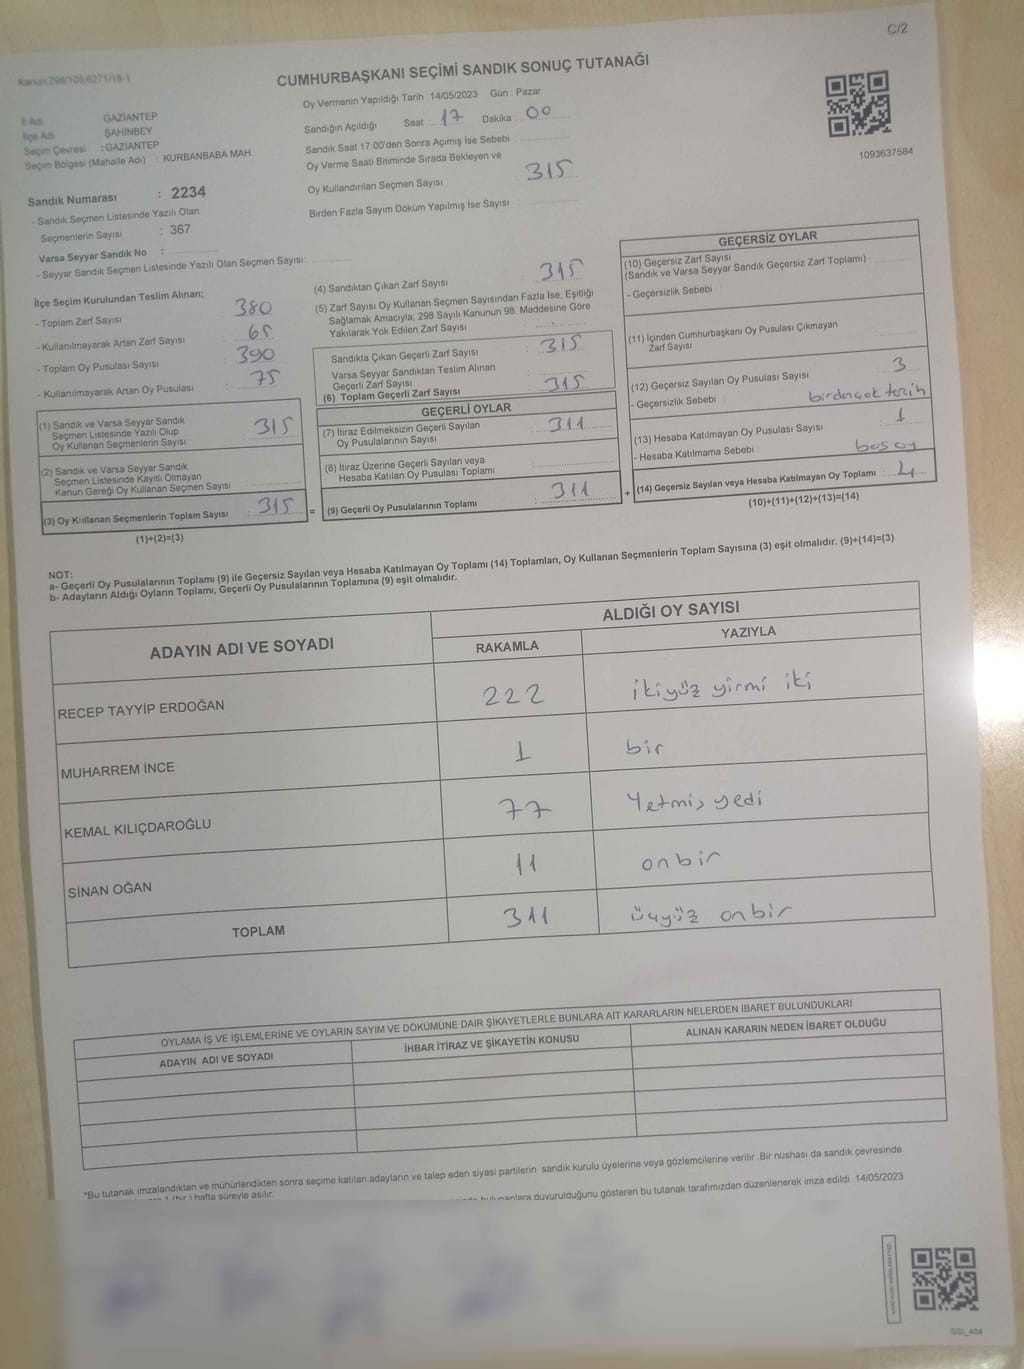 C/2
Kanun:298/105;6271/18-1
CUMHURBAŞKANI SEÇİMİ SANDIK SONUÇ TUTANAĞI
İl Adı GAZİANTEP
İlçe Adı ŞAHİNBEY
Seçim Çevresi : GAZİANTEP
Seçim Bölgesi (Mahalle Adı) : KURBANBABA MAH.
Sandık Numarası : 2234
- Sandık Seçmen Listesinde Yazılı Olan
Seçmenlerin Sayısı : 367
Varsa Seyyar Sandık No :
- Seyyar Sandık Seçmen Listesinde Yazılı Olan Seçmen Sayısı:
Oy Vermenin Yapıldığı Tarih :14/05/2023 Gün : Pazar
Sandığın Açıldığı Saat : 17 Dakika : 00
Sandık Saat 17:00'den Sonra Açımış İse Sebebi
Oy Verme Saati Bitiminde Sırada Bekleyen ve
Oy Kullandırılan Seçmen Sayısı 315
Birden Fazla Sayım Döküm Yapılmış İse Sayısı :
1093637584
İlçe Seçim Kurulundan Teslim Alınan;
- Toplam Zarf Sayısı : 380
- Kullanılmayarak Artan Zarf Sayısı : 65
- Toplam Oy Pusulası Sayısı : 390
- Kullanılmayarak Artan Oy Pusulası : 75
(1) Sandık ve Varsa Seyyar Sandık
Seçmen Listesinde Yazılı Olup
Oy Kullanan Seçmenlerin Sayısı : 315
(2) Sandık ve Varsa Seyyar Sandık
Seçmen Listesinde Kayıtlı Olmayan
Kanun Gereği Oy Kullanan Seçmen Sayısı :
(3) Oy Kullanan Seçmenlerin Toplam Sayısı : 315 =
(1)+(2)=(3)
(4) Sandıktan Çıkan Zarf Sayısı : 315
(5) Zarf Sayısı Oy Kullanan Seçmen Sayısından Fazla İse, Eşitliği
Sağlamak Amacıyla, 298 Sayılı Kanunun 98. Maddesine Göre
Yakılarak Yok Edilen Zarf Sayısı :
Sandıkta Çıkan Geçerli Zarf Sayısı : 315
Varsa Seyyar Sandıktan Teslim Alınan
Geçerli Zarf Sayısı
(6) Toplam Geçerli Zarf Sayısı : 315
GEÇERLİ OYLAR
(7) İtiraz Edilmeksizin Geçerli Sayılan
Oy Pusulalarının Sayısı : 311
(8) İtiraz Üzerine Geçerli Sayılan veya
Hesaba Katılan Oy Pusulası Toplamı :
(9) Geçerli Oy Pusulalarının Toplamı : 311 +
GEÇERSİZ OYLAR
(10) Geçersiz Zarf Sayısı
(Sandık ve Varsa Seyyar Sandık Geçersiz Zarf Toplamı) :
- Geçersizlik Sebebi :
(11) İçinden Cumhurbaşkanı Oy Pusulası Çıkmayan
Zarf Sayısı :
(12) Geçersiz Sayılan Oy Pusulası Sayısı : 3
- Geçersizlik Sebebi : birden çok tercih
(13) Hesaba Katılmayan Oy Pusulası Sayısı : 1
- Hesaba Katılmama Sebebi : boş oy
(14) Geçersiz Sayılan veya Hesaba Katılmayan Oy Toplamı : 4
(10)+(11)+(12)+(13)=(14)
NOT:
a- Geçerli Oy Pusulalarının Toplamı (9) ile Geçersiz Sayılan veya Hesaba Katılmayan Oy Toplamı (14) Toplamları, Oy Kullanan Seçmenlerin Toplam Sayısına (3) eşit olmalıdır. (9)+(14)=(3)
b- Adayların Aldığı Oyların Toplamı, Geçerli Oy Pusulalarının Toplamına (9) eşit olmalıdır.
ADAYIN ADI VE SOYADI ALDIĞI OY SAYISI
RAKAMLA YAZIYLA
RECEP TAYYİP ERDOĞAN 222 ikiyüz yirmi iki
MUHARREM İNCE 1 bir
KEMAL KILIÇDAROĞLU 77 Yetmiş yedi
SİNAN OĞAN 11 onbir
TOPLAM 311 üçyüz onbir
OYLAMA İŞ VE İŞLEMLERİNE VE OYLARIN SAYIM VE DÖKÜMÜNE DAİR ŞİKAYETLERLE BUNLARA AİT KARARLARIN NELERDEN İBARET BULUNDUKLARI
ADAYIN ADI VE SOYADI İHBAR İTİRAZ VE ŞİKAYETİN KONUSU ALINAN KARARIN NEDEN İBARET OLDUĞU
*Bu tutanak imzalandıktan ve mühürlendikten sonra seçime katılan adayların ve talep eden siyasi partilerin sandık kurulu üyelerine veya gözlemcilerine verilir. Bir nüshası da sandık çevresinde
1 (bir) hafta süreyle asılır.
bulunanlara duyurulduğunu gösteren bu tutanak tarafımızdan düzenlenerek imza edildi. 14/05/2023
SSI_404